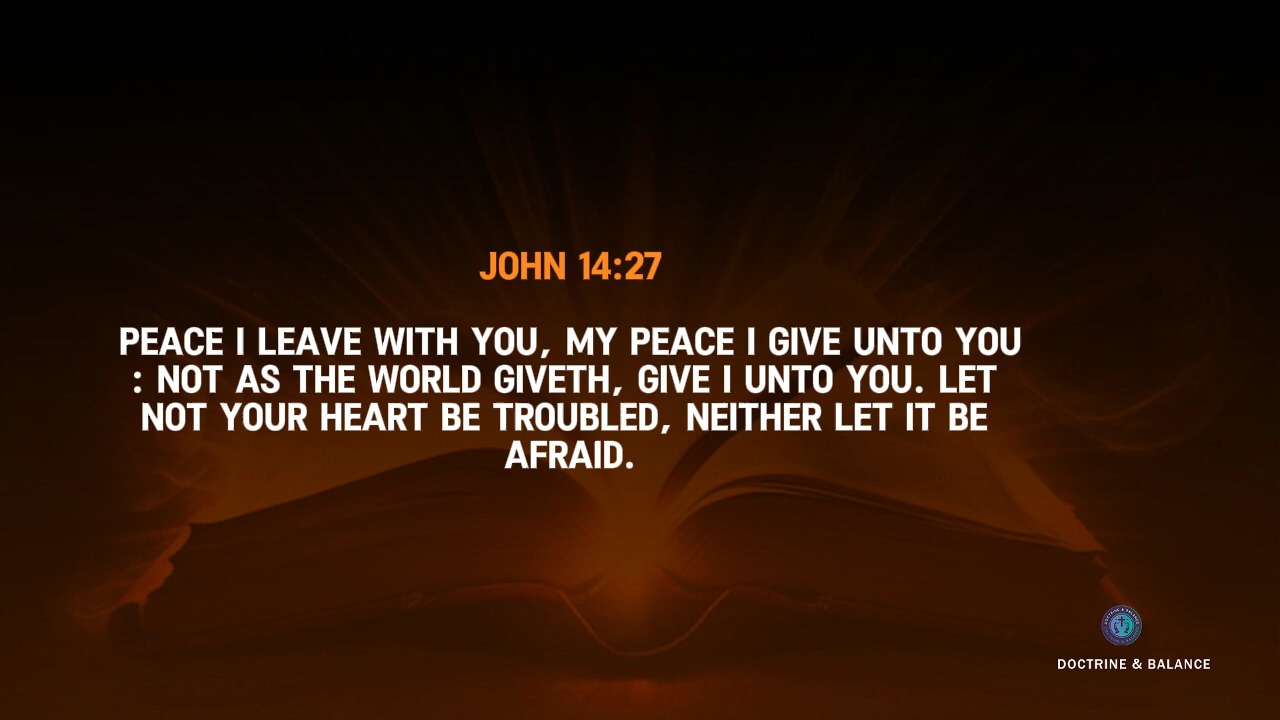 JOHN 14:27
PEACE I LEAVE WITH YOU, MY PEACE I GIVE UNTO YOU
: NOT AS THE WORLD GIVETH, GIVE I UNTO YOU. LET
NOT YOUR HEART BE TROUBLED, NEITHER LET IT BE
AFRAID.
DOCTRINE & BALANCE